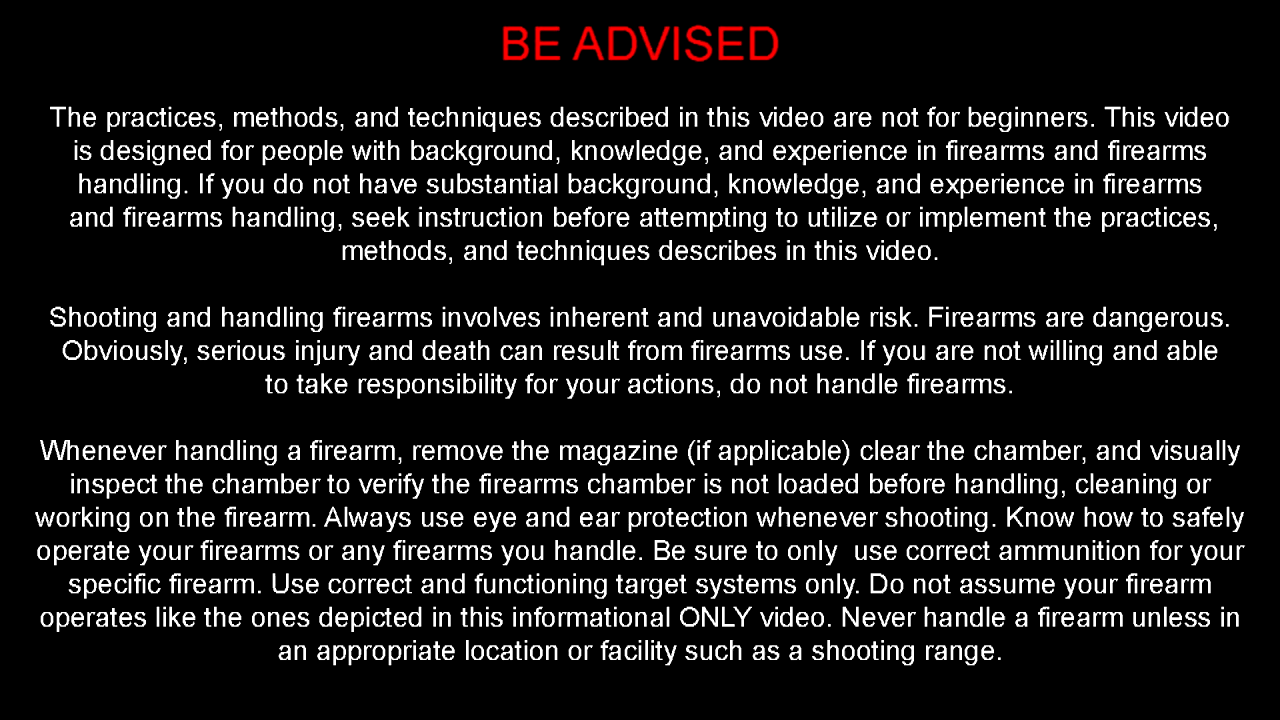 BE ADVISED
The practices, methods, and techniques described in this video are not for beginners. This video
is designed for people with background, knowledge, and experience in firearms and firearms
handling. If you do not have substantial background, knowledge, and experience in firearms
and firearms handling, seek instruction before attempting to utilize or implement the practices,
methods, and techniques describes in this video.
Shooting and handling firearms involves inherent and unavoidable risk. Firearms are dangerous.
Obviously, serious injury and death can result from firearms use. If you are not willing and able
to take responsibility for your actions, do not handle firearms.
Whenever handling a firearm, remove the magazine (if applicable) clear the chamber, and visually
inspect the chamber to verify the firearms chamber is not loaded before handling, cleaning or
working on the firearm. Always use eye and ear protection whenever shooting. Know how to safely
operate your firearms or any firearms you handle. Be sure to only  use correct ammunition for your
specific firearm. Use correct and functioning target systems only. Do not assume your firearm
operates like the ones depicted in this informational ONLY video. Never handle a firearm unless in
an appropriate location or facility such as a shooting range.